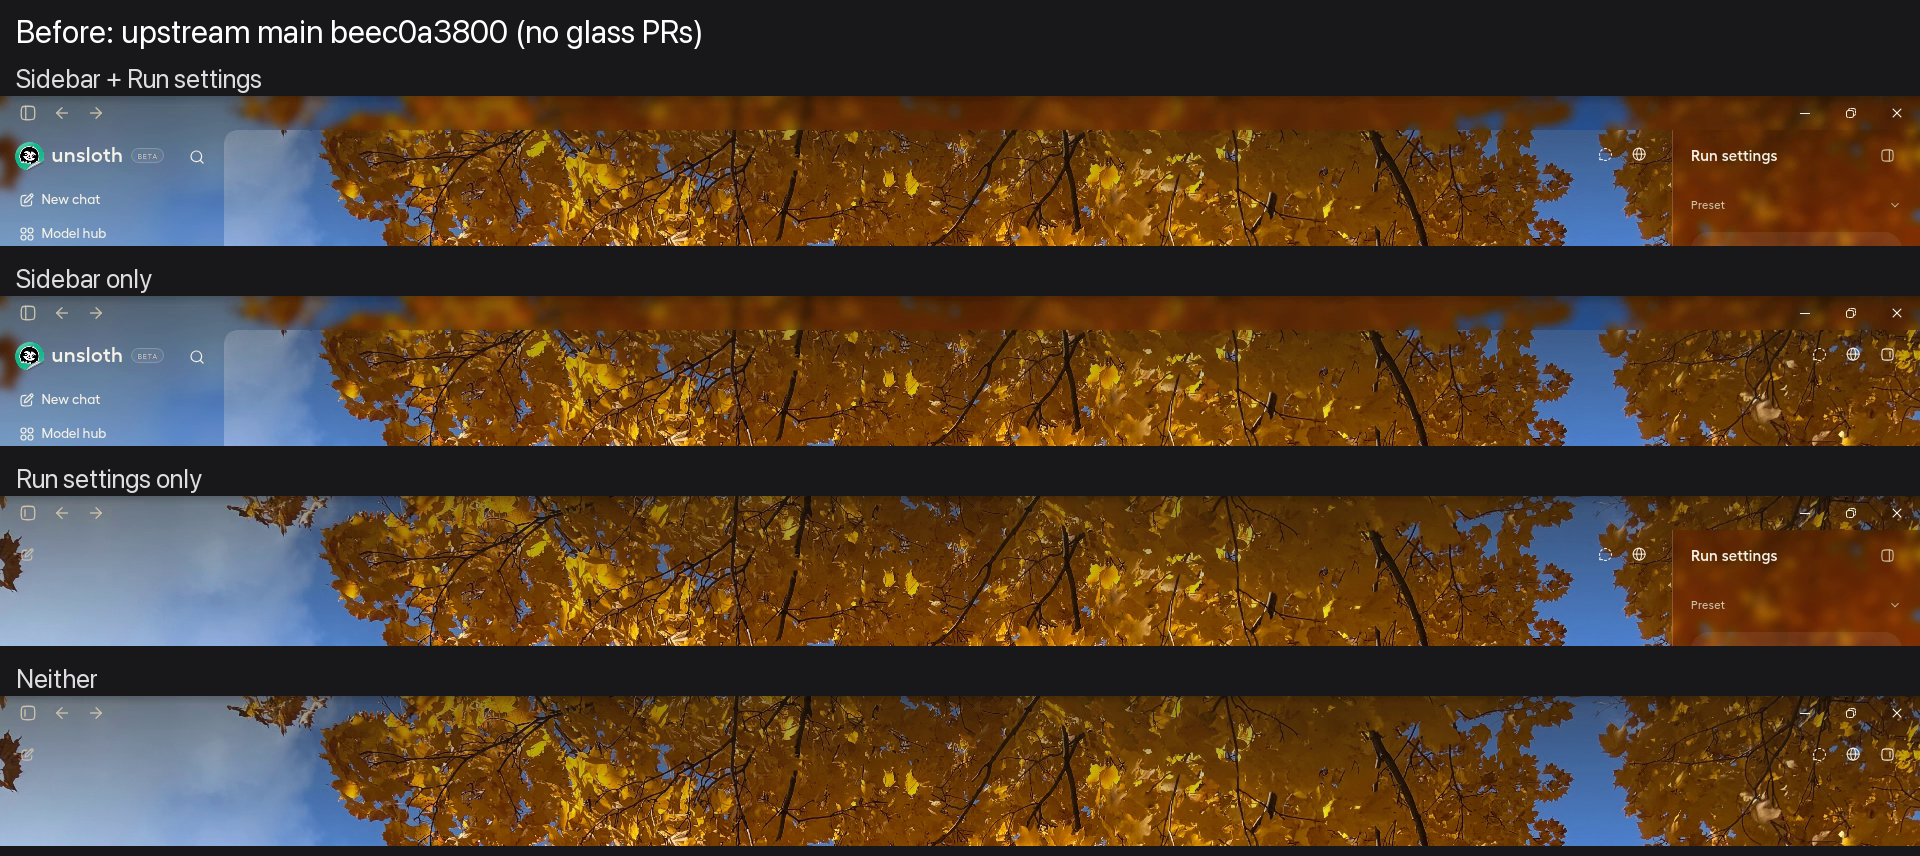 Before: upstream main beec0a3800 (no glass PRs)
Sidebar + Run settings
unsloth BETA
Run settings
New chat
Preset
Model hub
Sidebar only
unsloth BETA
New chat
Model hub
Run settings only
Run settings
Preset
Neither